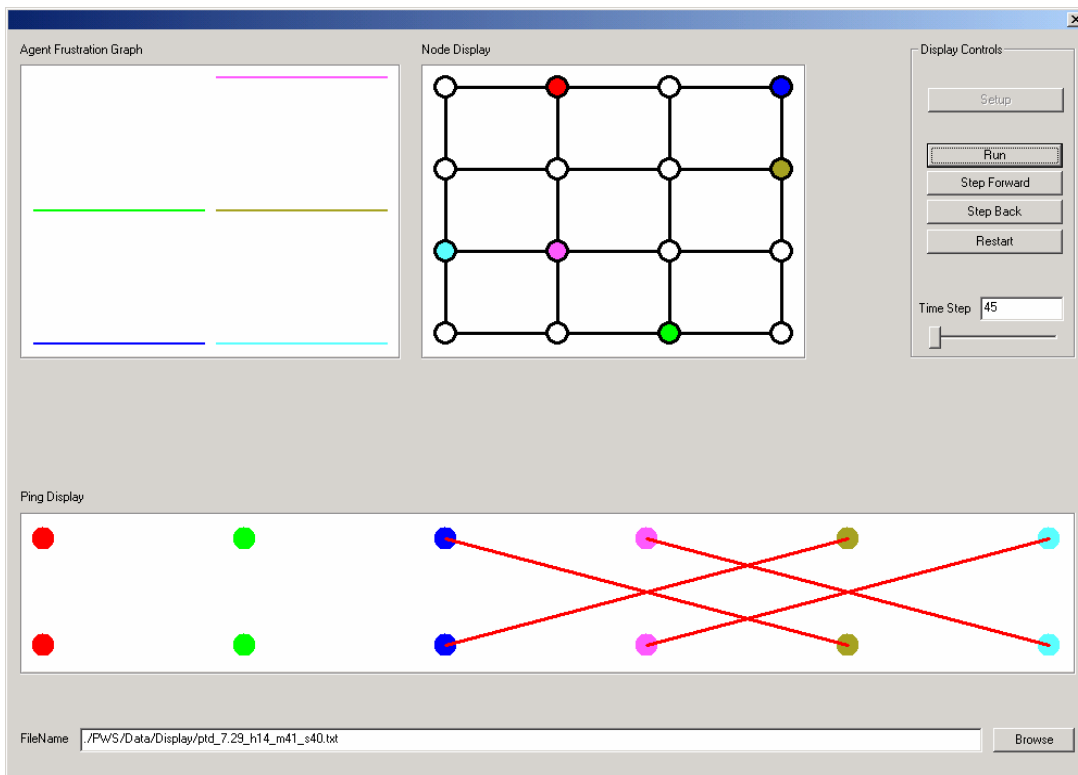 Agent Frustration Graph
Node Display
Display Controls
Setup
Run
Step Forward
Step Back
Restart
Time Step 45
Ping Display
FileName ./PWS/Data/Display/ptd_7.29_h14_m41_s40.txt Browse